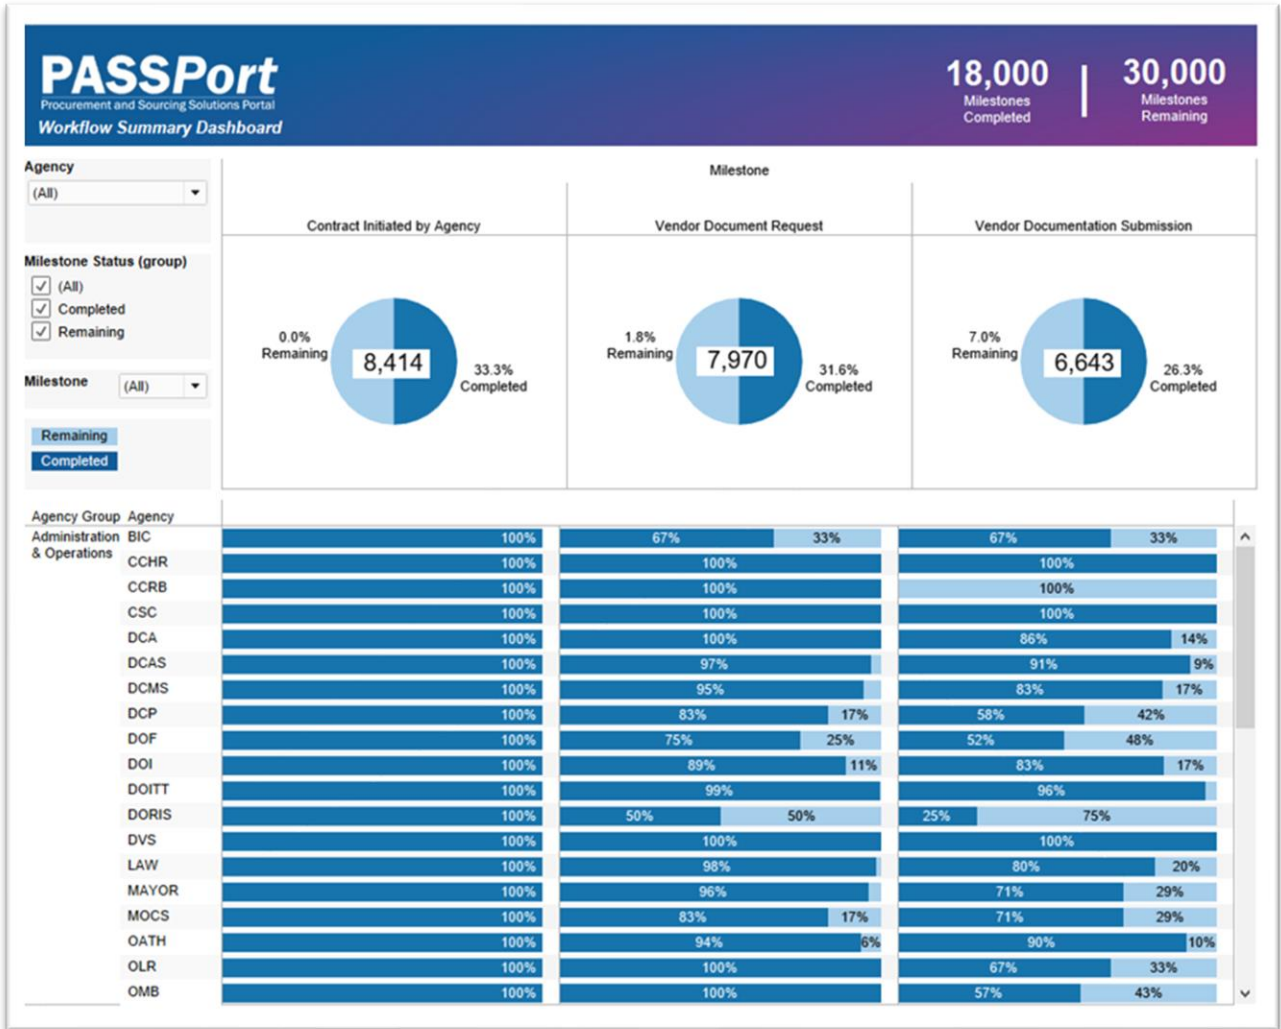 PASSPort
Procurement and Sourcing Solutions Portal
Workflow Summary Dashboard
18,000
Milestones
Completed
30,000
Milestones
Remaining
Agency
(All)
Milestone Status (group)
(All)
Completed
Remaining
Milestone (All)
Remaining
Completed
Milestone
Contract Initiated by Agency Vendor Document Request Vendor Documentation Submission
0.0%
Remaining
8,414
33.3%
Completed
1.8%
Remaining
7,970
31.6%
Completed
7.0%
Remaining
6,643
26.3%
Completed
Agency Group Agency
Administration
& Operations
BIC 100% 67% 33% 67% 33%
CCHR 100% 100% 100%
CCRB 100% 100% 100%
CSC 100% 100% 100%
DCA 100% 100% 86% 14%
DCAS 100% 97% 91% 9%
DCMS 100% 95% 83% 17%
DCP 100% 83% 17% 58% 42%
DOF 100% 75% 25% 52% 48%
DOI 100% 89% 11% 83% 17%
DOITT 100% 99% 96%
DORIS 100% 50% 50% 25% 75%
DVS 100% 100% 100%
LAW 100% 98% 80% 20%
MAYOR 100% 96% 71% 29%
MOCS 100% 83% 17% 71% 29%
OATH 100% 94% 6% 90% 10%
OLR 100% 100% 67% 33%
OMB 100% 100% 57% 43%